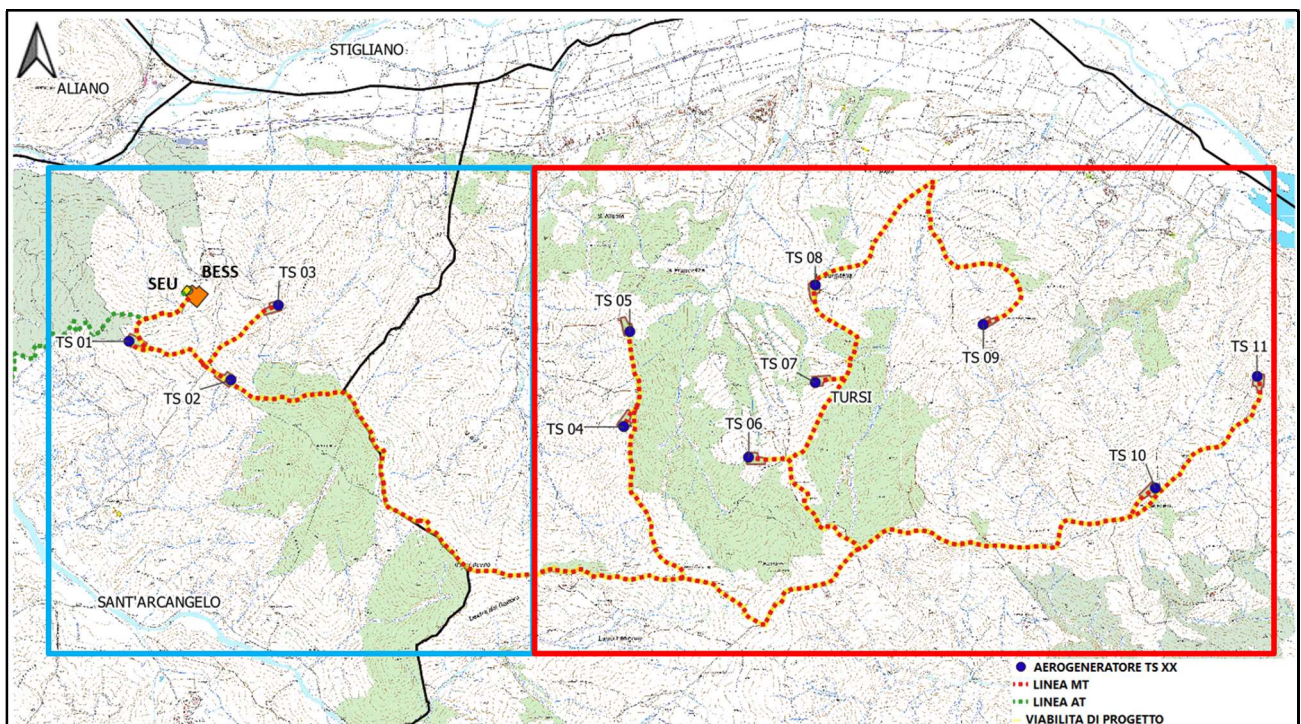 STIGLIANO
ALIANO
SEU
BESS
TS 03
TS 08
TS 05
TS 01
TS 09
TS 11
TS 02
TS 07
TURSI
TS 04
TS 06
TS 10
SANT'ARCANGELO
AEROGENERATORE TS XX
LINEA MT
LINEA AT
VIABILITA DI PROGETTO